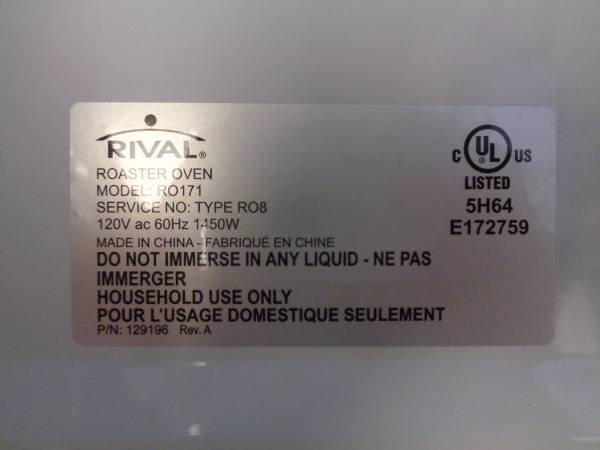 RIVAL®
ROASTER OVEN
MODEL: RO171
SERVICE NO: TYPE RO8
120V ac 60Hz 1450W
MADE IN CHINA - FABRIQUÉ EN CHINE
DO NOT IMMERSE IN ANY LIQUID - NE PAS
IMMERGER
HOUSEHOLD USE ONLY
POUR L'USAGE DOMESTIQUE SEULEMENT
P/N: 129196 Rev. A
C UL® US
LISTED
5H64
E172759